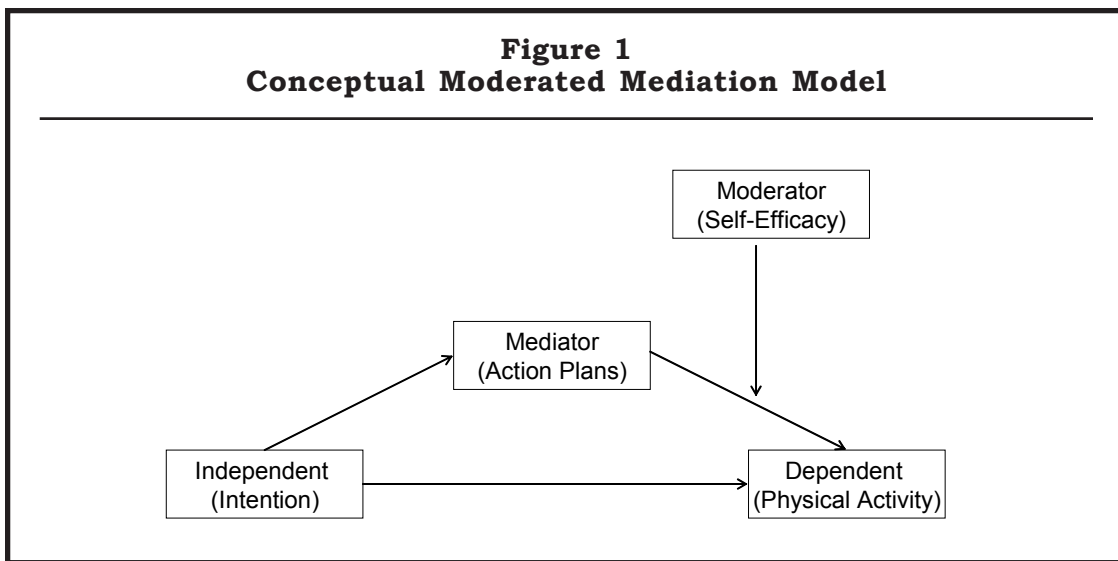 Figure 1
Conceptual Moderated Mediation Model
Moderator
(Self-Efficacy)
Mediator
(Action Plans)
Independent
(Intention)
Dependent
(Physical Activity)